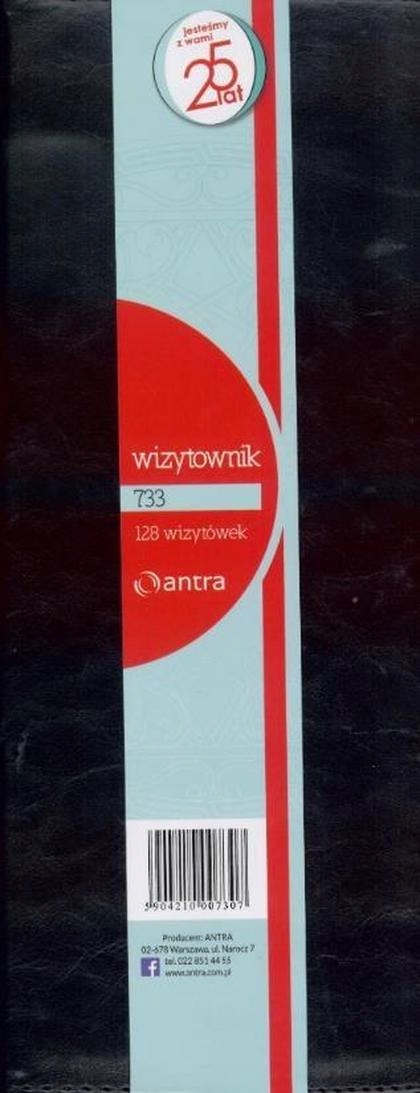 jesteśmy
z wami
25
lat
wizytownik
733
128 wizytówek
antra
5904210007307
Producent: ANTRA
02-678 Warszawa, ul. Narocz 7
tel. 022 851 44 55
www.antra.com.pl